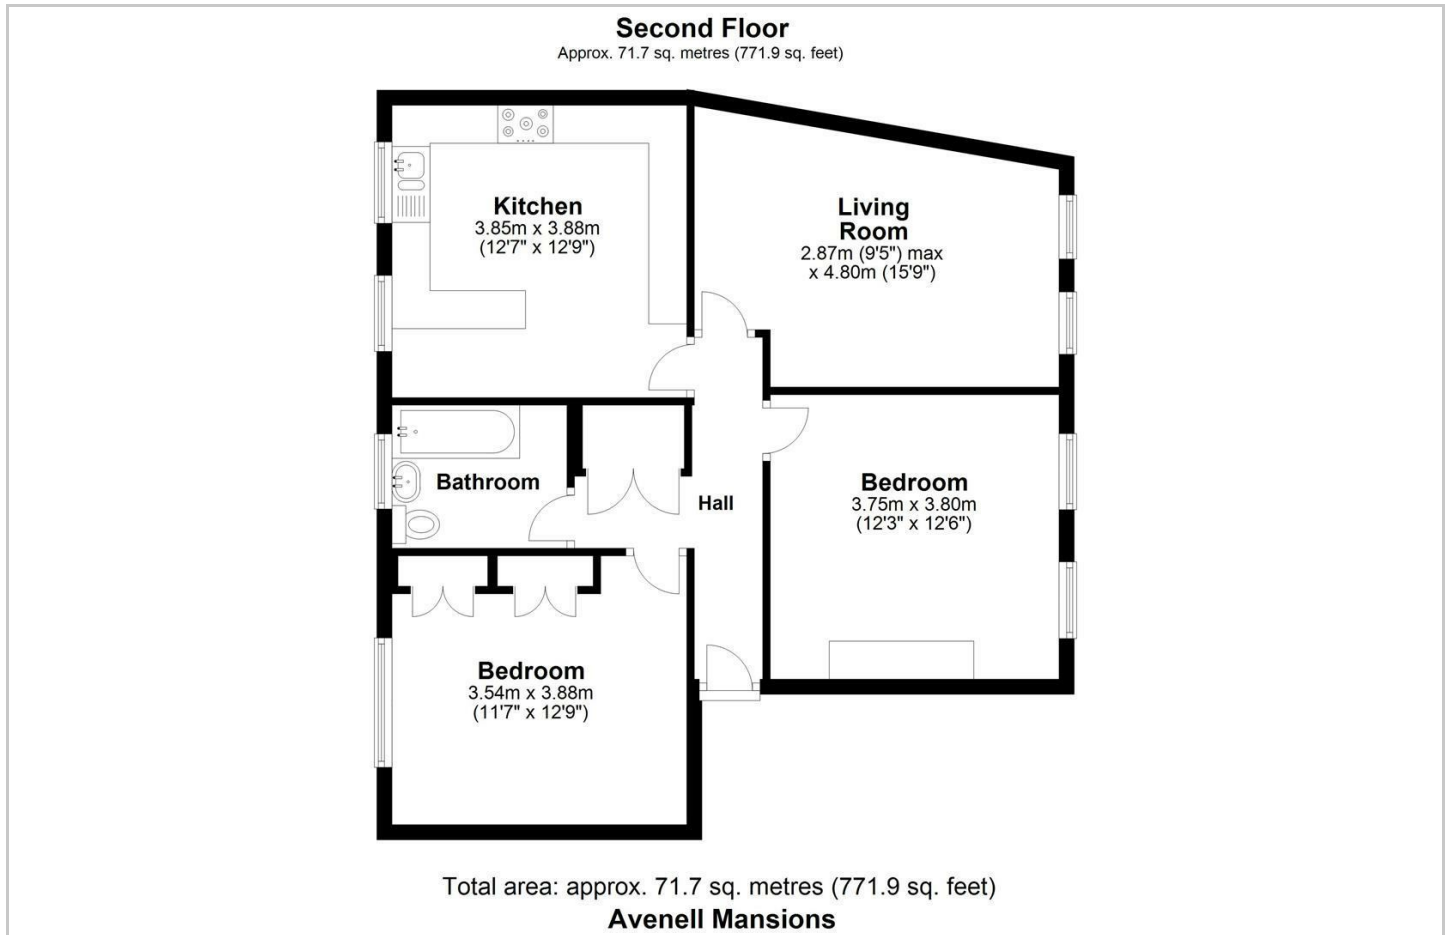 Second Floor
Approx. 71.7 sq. metres (771.9 sq. feet)
Kitchen
3.85m x 3.88m
(12'7" x 12'9")
Living
Room
2.87m (9'5") max
x 4.80m (15'9")
Bathroom
Hall
Bedroom
3.75m x 3.80m
(12'3" x 12'6")
Bedroom
3.54m x 3.88m
(11'7" x 12'9")
Total area: approx. 71.7 sq. metres (771.9 sq. feet)
Avenell Mansions